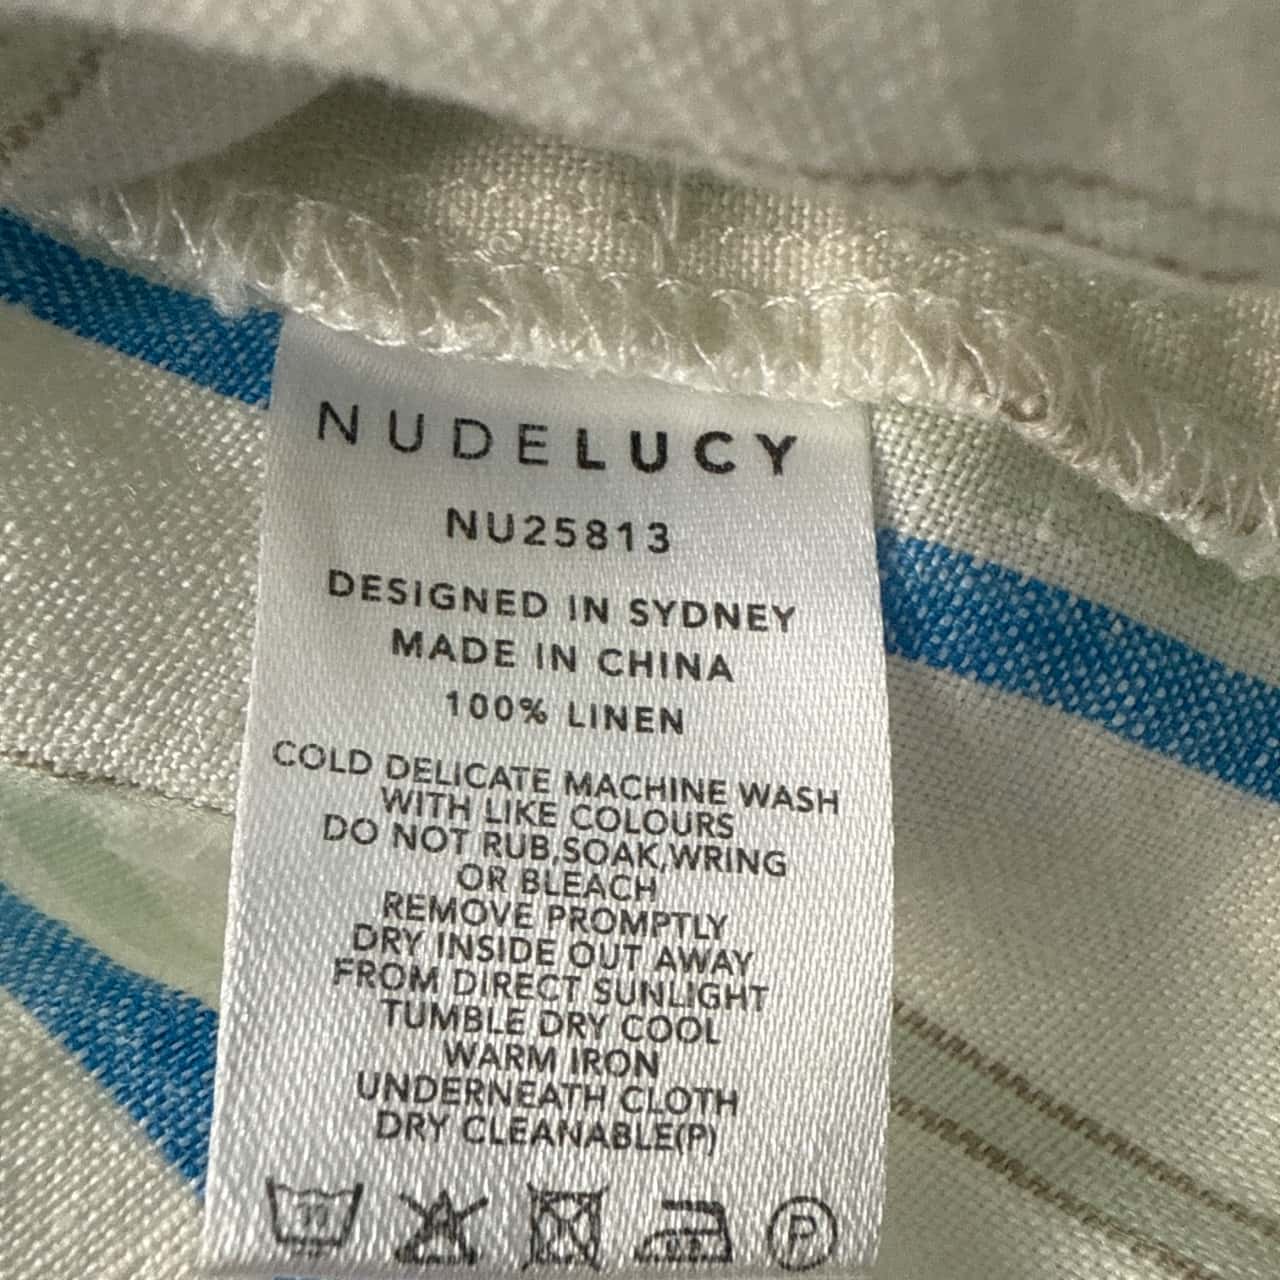 NUDELUCY
NU25813
DESIGNED IN SYDNEY
MADE IN CHINA
100% LINEN
COLD DELICATE MACHINE WASH
WITH LIKE COLOURS
DO NOT RUB,SOAK,WRING
OR BLEACH
REMOVE PROMPTLY
DRY INSIDE OUT AWAY
FROM DIRECT SUNLIGHT
TUMBLE DRY COOL
WARM IRON
UNDERNEATH CLOTH
DRY CLEANABLE(P)
P